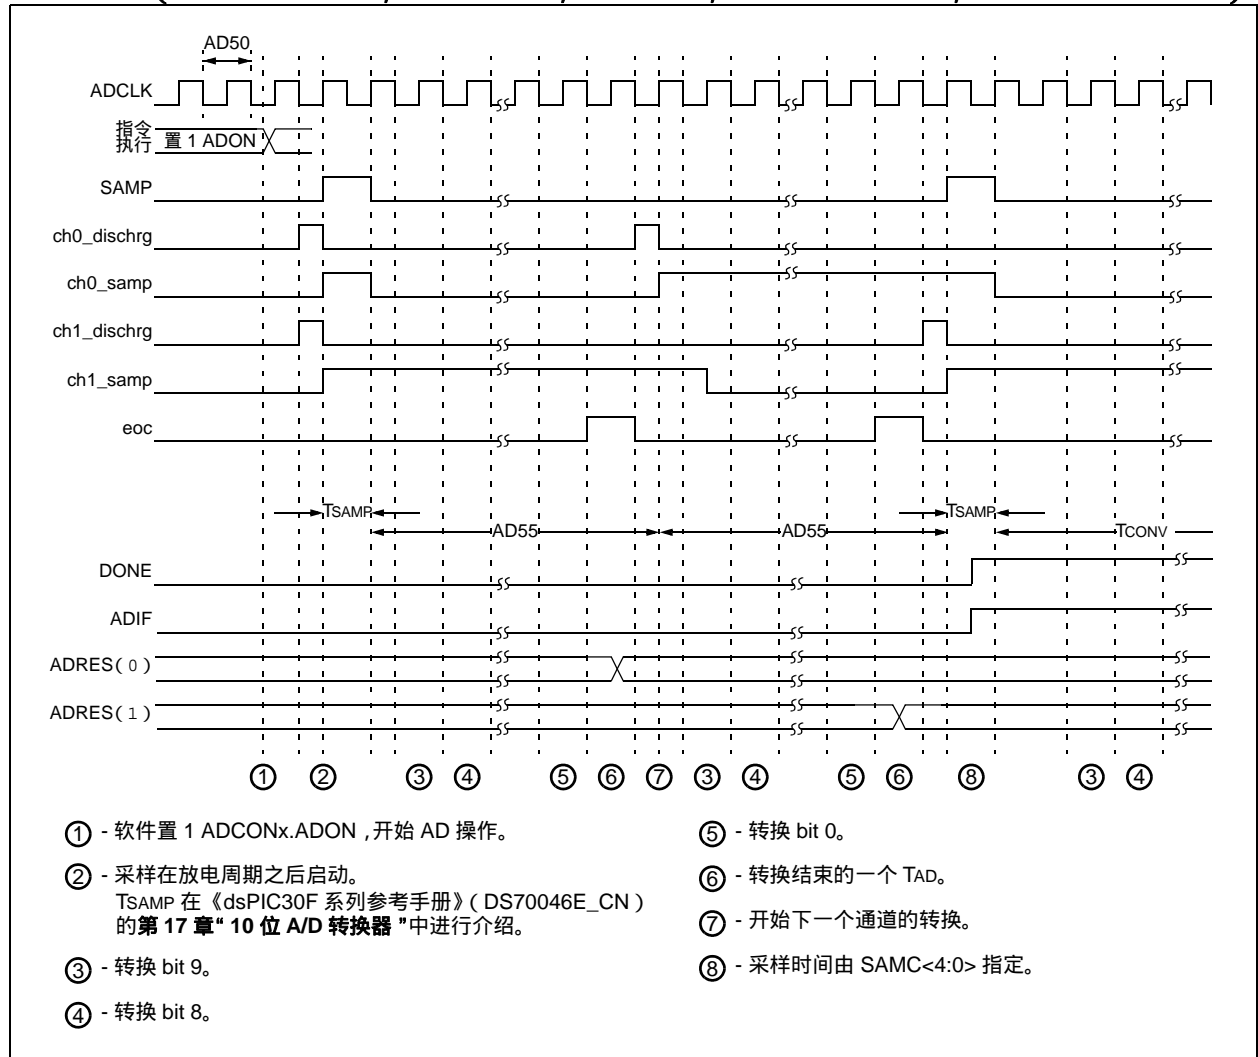 AD50
ADCLK
指令
执行 置 1 ADON
SAMP
ch0_dischrg
ch0_samp
ch1_dischrg
ch1_samp
eoc
TSAMP TSAMP
AD55 AD55 TCONV
DONE
ADIF
ADRES( 0 )
ADRES( 1 )
① ② ③ ④ ⑤ ⑥ ⑦ ③ ④ ⑤ ⑥ ⑧ ③ ④
① - 软件置 1 ADCONx.ADON ,开始 AD 操作。
② - 采样在放电周期之后启动。
TSAMP 在《dsPIC30F 系列参考手册》( DS70046E_CN )
的第 17 章“ 10 位 A/D 转换器 ”中进行介绍。
③ - 转换 bit 9。
④ - 转换 bit 8。
⑤ - 转换 bit 0。
⑥ - 转换结束的一个 TAD。
⑦ - 开始下一个通道的转换。
⑧ - 采样时间由 SAMC<4:0> 指定。